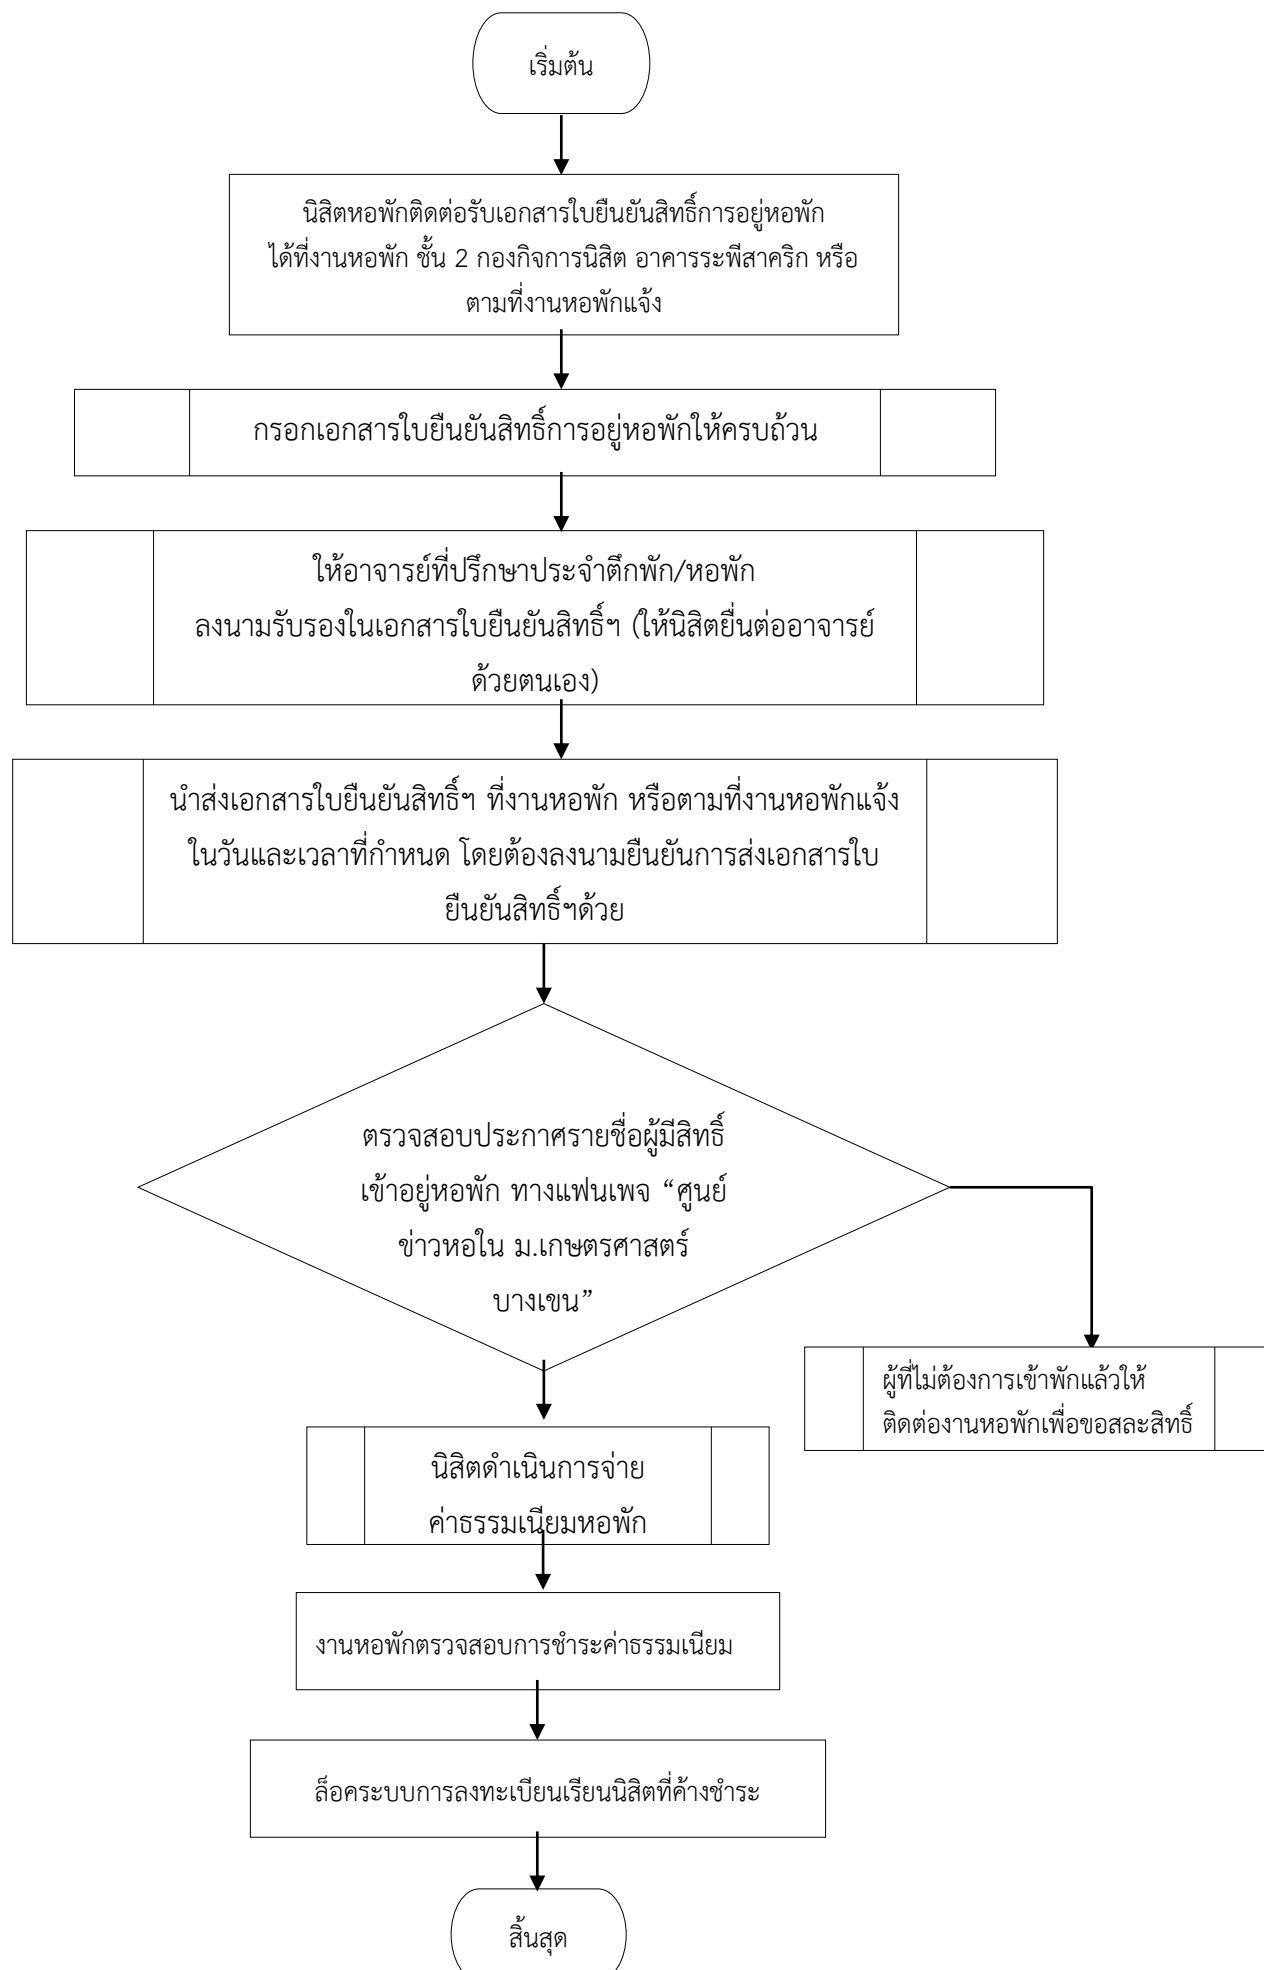 เริ่มต้น
นิสิตหอพักติดต่อรับเอกสารใบยืนยันสิทธิ์การอยู่หอพัก
ได้ที่งานหอพัก ชั้น 2 กองกิจการนิสิต อาคารระพีสาคริก หรือ
ตามที่งานหอพักแจ้ง
กรอกเอกสารใบยืนยันสิทธิ์การอยู่หอพักให้ครบถ้วน
ให้อาจารย์ที่ปรึกษาประจำตึกพัก/หอพัก
ลงนามรับรองในเอกสารใบยืนยันสิทธิ์ฯ (ให้นิสิตยื่นต่ออาจารย์
ด้วยตนเอง)
นำส่งเอกสารใบยืนยันสิทธิ์ฯ ที่งานหอพัก หรือตามที่งานหอพักแจ้ง
ในวันและเวลาที่กำหนด โดยต้องลงนามยืนยันการส่งเอกสารใบ
ยืนยันสิทธิ์ฯด้วย
ตรวจสอบประกาศรายชื่อผู้มีสิทธิ์
เข้าอยู่หอพัก ทางแฟนเพจ “ศูนย์
ข่าวหอใน ม.เกษตรศาสตร์
บางเขน”
ผู้ที่ไม่ต้องการเข้าพักแล้วให้
ติดต่องานหอพักเพื่อขอสละสิทธิ์
นิสิตดำเนินการจ่าย
ค่าธรรมเนียมหอพัก
งานหอพักตรวจสอบการชำระค่าธรรมเนียม
ล็อคระบบการลงทะเบียนเรียนนิสิตที่ค้างชำระ
สิ้นสุด